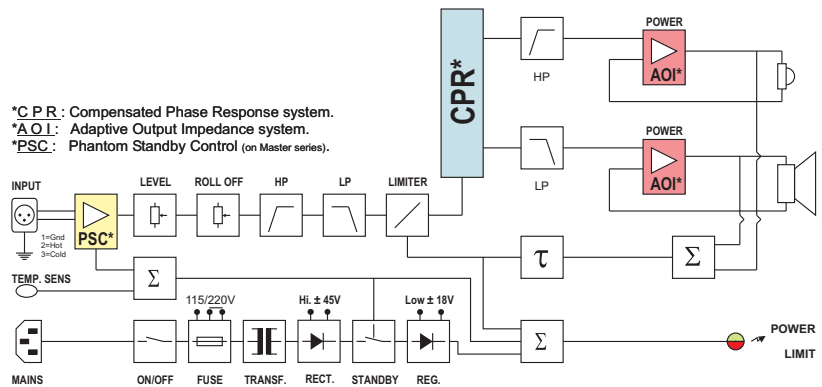 POWER
AOI*
HP
CPR*
*C P R : Compensated Phase Response system.
*A O I : Adaptive Output Impedance system.
*PSC : Phantom Standby Control (on Master series).
POWER
AOI*
LP
INPUT
LEVEL
ROLL OFF
HP
LP
LIMITER
PSC*
1=Gnd
2=Hot
3=Cold
τ
Σ
TEMP. SENS
Σ
115/220V
Hi. ± 45V
Low ± 18V
Σ
POWER
LIMIT
MAINS
ON/OFF
FUSE
TRANSF.
RECT.
STANDBY
REG.